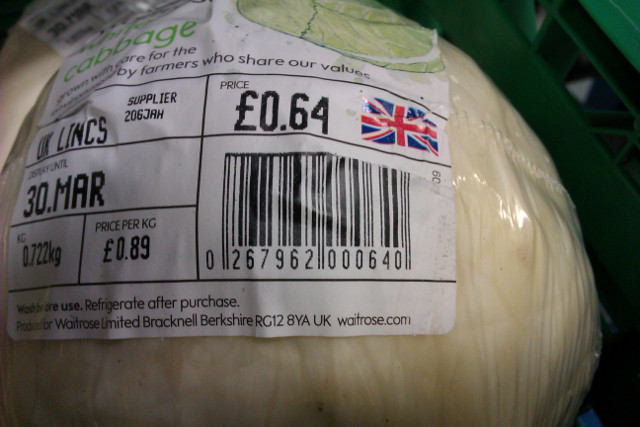 cabbage
grown with care for the
by farmers who share our values
SUPPLIER
206JAH
PRICE
£0.64
UK LINCS
DISPLAY UNTIL
30.MAR
KG
0.722kg
PRICE PER KG
£0.89
0 267962 000640
60
Wash before use. Refrigerate after purchase.
Produced for Waitrose Limited Bracknell Berkshire RG12 8YA UK waitrose.com